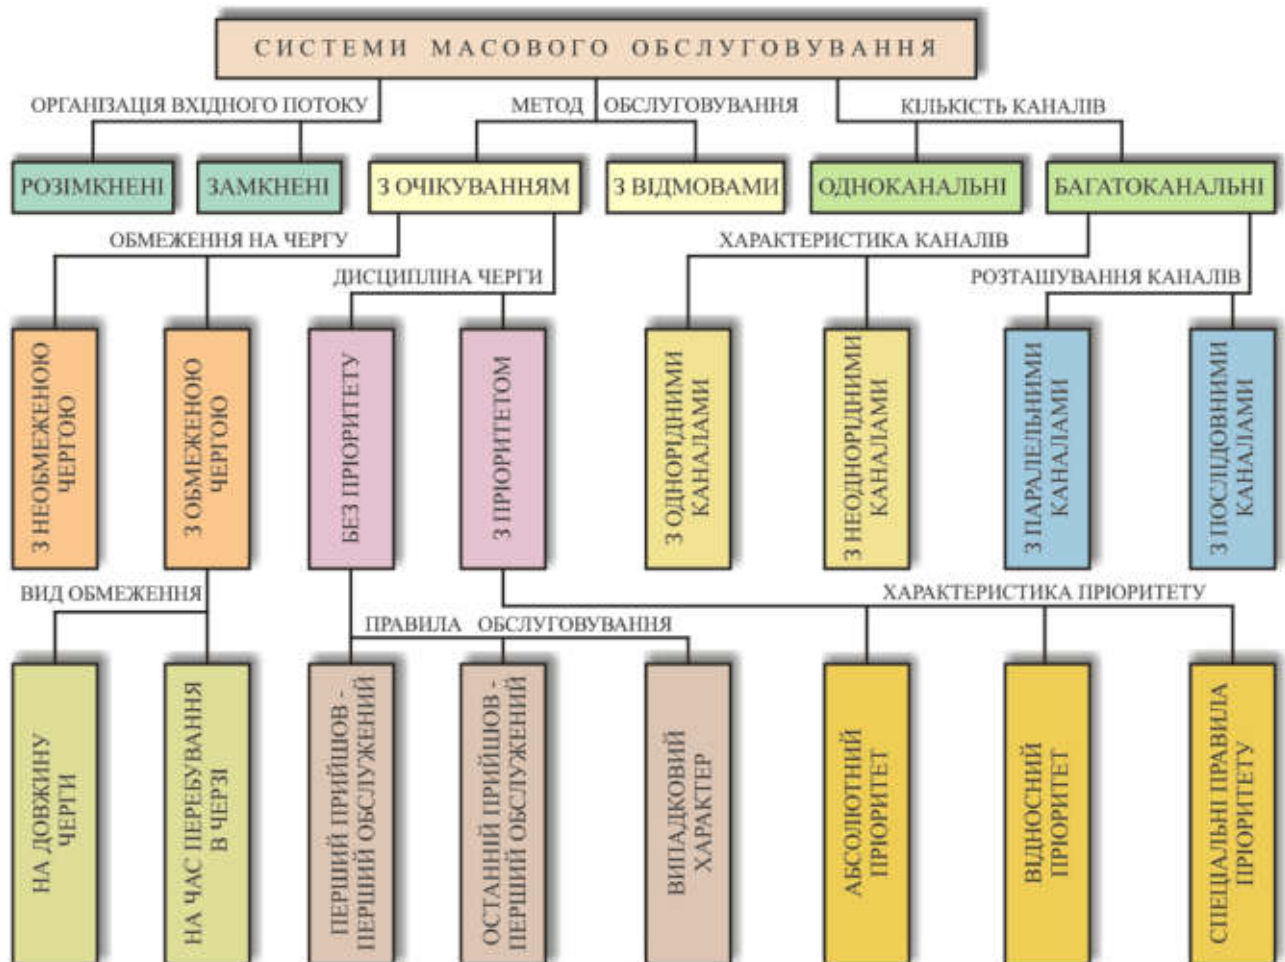 СИСТЕМИ МАСОВОГО ОБСЛУГОВУВАННЯ
ОРГАНІЗАЦІЯ ВХІДНОГО ПОТОКУ
МЕТОД ОБСЛУГОВУВАННЯ
КІЛЬКІСТЬ КАНАЛІВ
РОЗІМКНЕНІ
ЗАМКНЕНІ
З ОЧІКУВАННЯМ
З ВІДМОВАМИ
ОДНОКАНАЛЬНІ
БАГАТОКАНАЛЬНІ
ОБМЕЖЕННЯ НА ЧЕРГУ
ХАРАКТЕРИСТИКА КАНАЛІВ
ДИСЦИПЛІНА ЧЕРГИ
РОЗТАШУВАННЯ КАНАЛІВ
З НЕОБМЕЖЕНОЮ
ЧЕРГОЮ
З ОБМЕЖЕНОЮ
ЧЕРГОЮ
БЕЗ ПРІОРИТЕТУ
З ПРІОРИТЕТОМ
З ОДНОРІДНИМИ
КАНАЛАМИ
З НЕОДНОРІДНИМИ
КАНАЛАМИ
З ПАРАЛЕЛЬНИМИ
КАНАЛАМИ
З ПОСЛІДОВНИМИ
КАНАЛАМИ
ВИД ОБМЕЖЕННЯ
ХАРАКТЕРИСТИКА ПРІОРИТЕТУ
ПРАВИЛА ОБСЛУГОВУВАННЯ
НА ДОВЖИНУ
ЧЕРГИ
НА ЧАС ПЕРЕБУВАННЯ
В ЧЕРЗІ
ПЕРШИЙ ПРИЙШОВ -
ПЕРШИЙ ОБСЛУЖЕНИЙ
ОСТАННІЙ ПРИЙШОВ -
ПЕРШИЙ ОБСЛУЖЕНИЙ
ВИПАДКОВИЙ
ХАРАКТЕР
АБСОЛЮТНИЙ
ПРІОРИТЕТ
ВІДНОСНИЙ
ПРІОРИТЕТ
СПЕЦІАЛЬНІ ПРАВИЛА
ПРІОРИТЕТУ